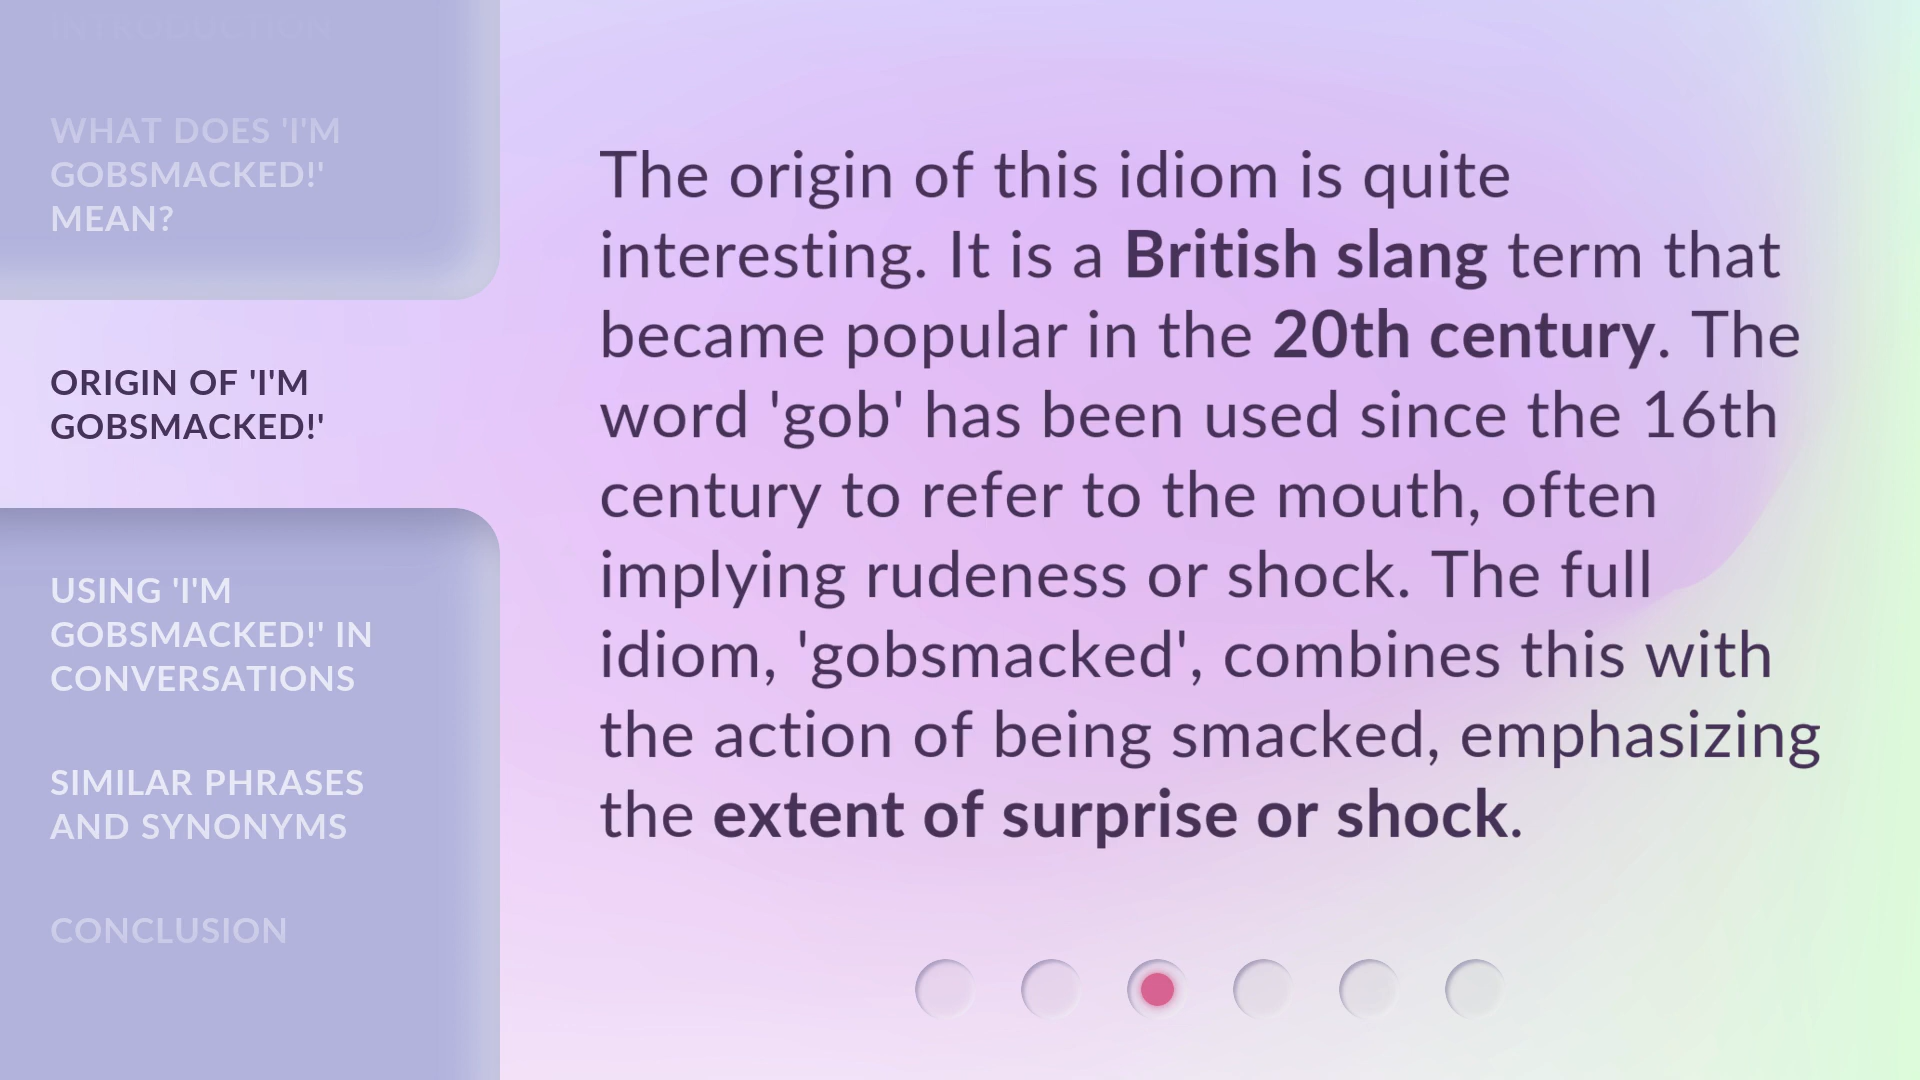 INTRODUCTION
WHAT DOES 'I'M
GOBSMACKED!'
MEAN?
ORIGIN OF 'I'M
GOBSMACKED!'
USING 'I'M
GOBSMACKED!' IN
CONVERSATIONS
SIMILAR PHRASES
AND SYNONYMS
CONCLUSION
The origin of this idiom is quite
interesting. It is a British slang term that
became popular in the 20th century. The
word 'gob' has been used since the 16th
century to refer to the mouth, often
implying rudeness or shock. The full
idiom, 'gobsmacked', combines this with
the action of being smacked, emphasizing
the extent of surprise or shock.